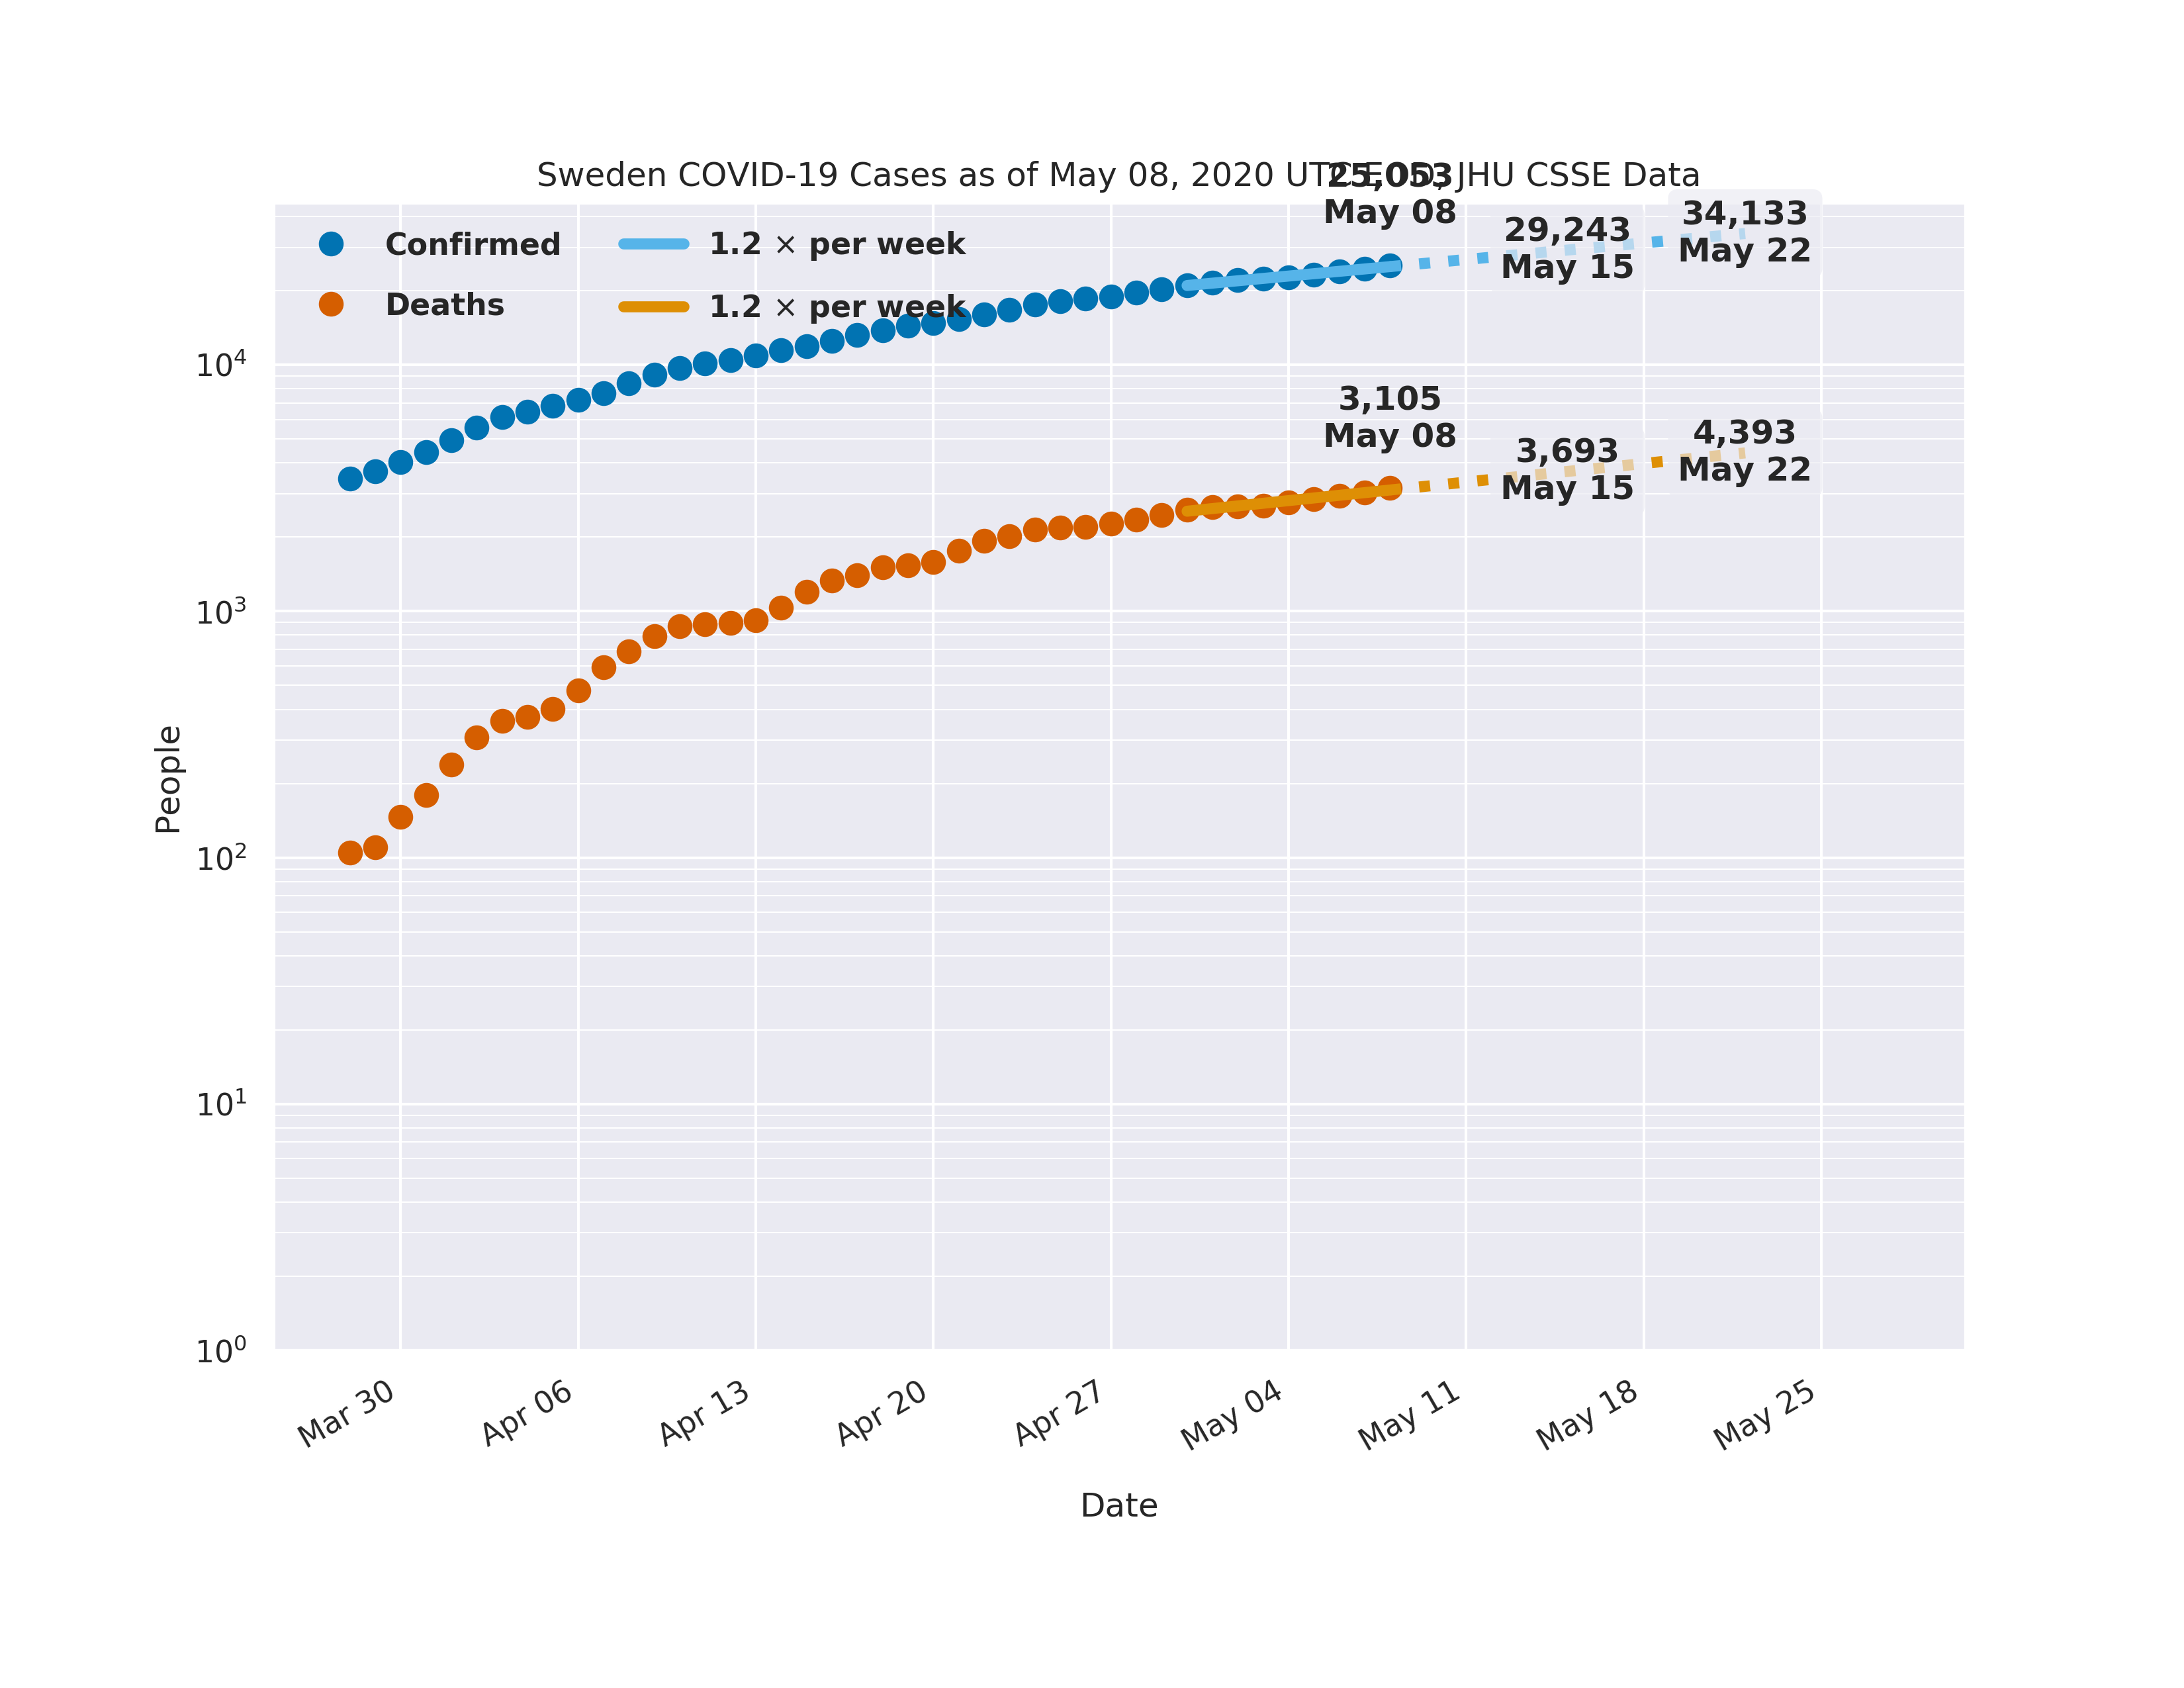 Sweden COVID-19 Cases as of May 08, 2020 UTC EOD, JHU CSSE Data
25,053
May 08
29,243
May 15
34,133
May 22
Confirmed
1.2 × per week
Deaths
1.2 × per week
3,105
May 08
3,693
May 15
4,393
May 22
People
10⁴
10³
10²
10¹
10⁰
Mar 30
Apr 06
Apr 13
Apr 20
Apr 27
May 04
May 11
May 18
May 25
Date